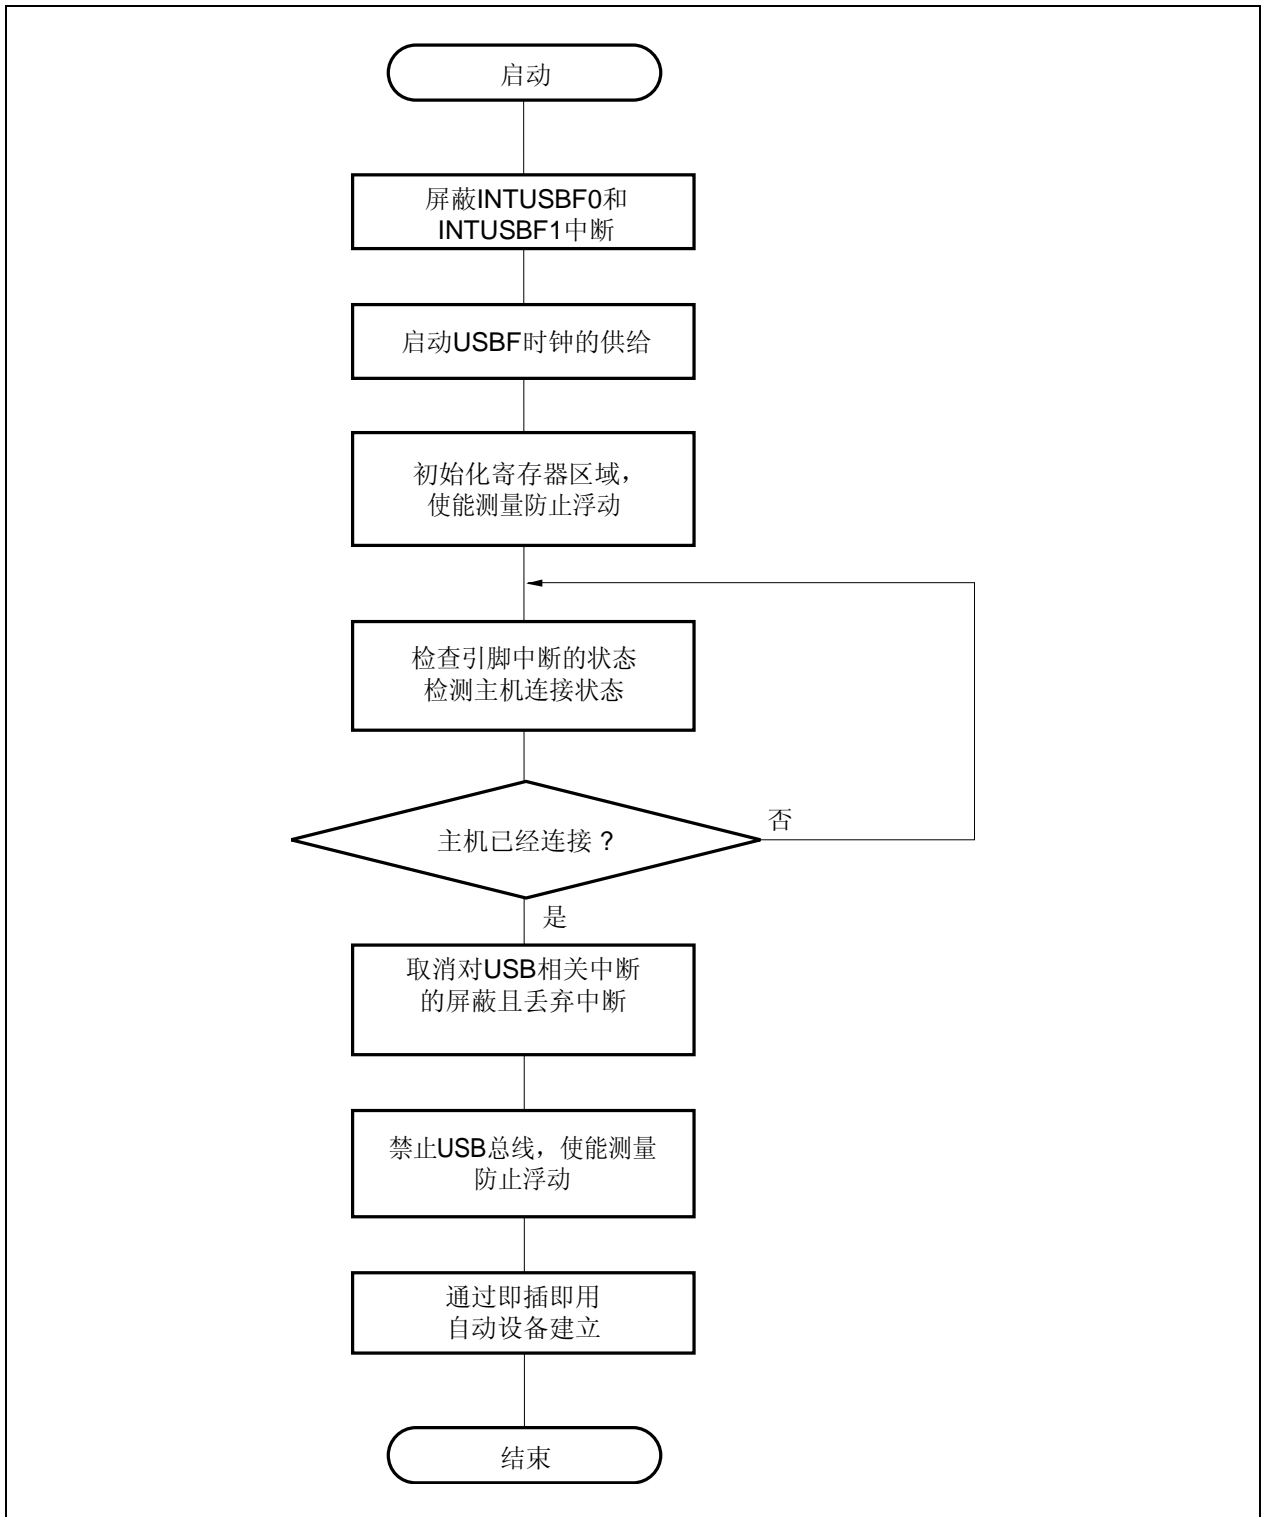 启动
屏蔽INTUSBF0和
INTUSBF1中断
启动USBF时钟的供给
初始化寄存器区域，
使能测量防止浮动
检查引脚中断的状态
检测主机连接状态
主机已经连接？
否
是
取消对USB相关中断
的屏蔽且丢弃中断
禁止USB总线，使能测量
防止浮动
通过即插即用
自动设备建立
结束